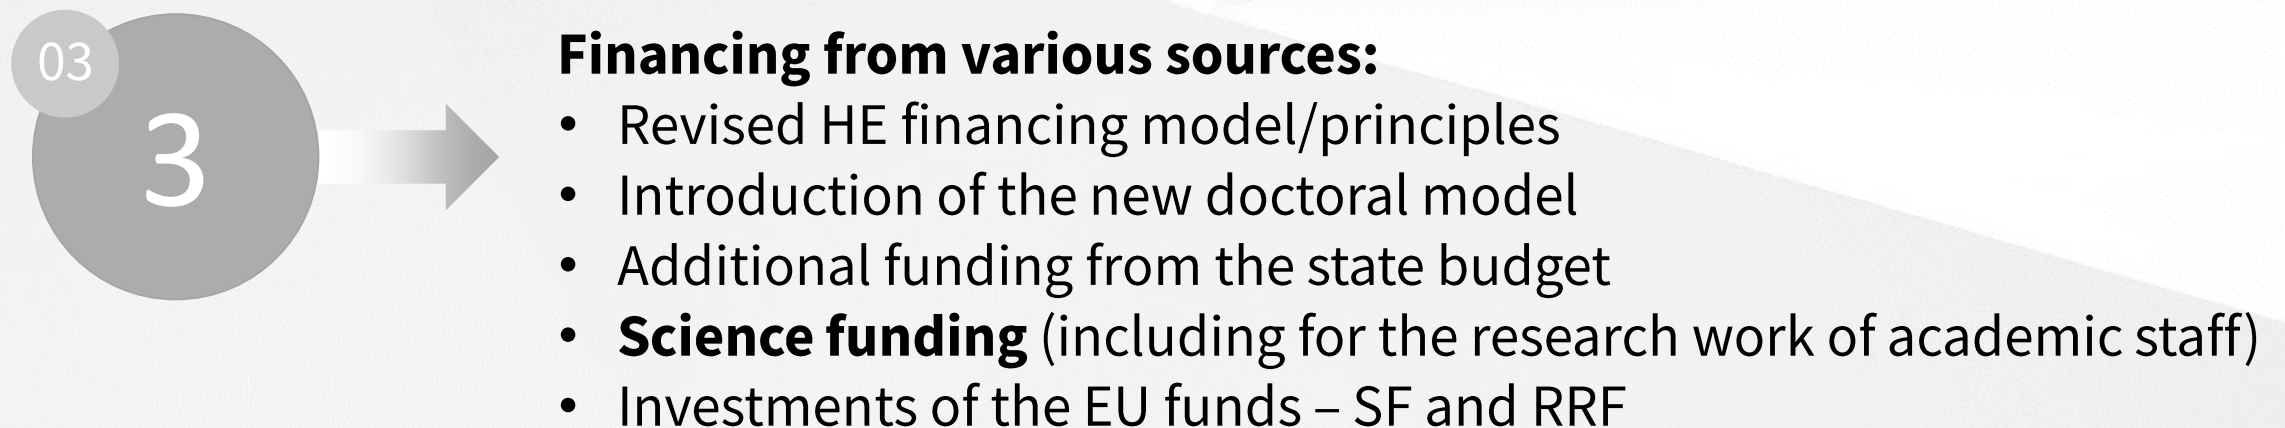 03
3
Financing from various sources:
• Revised HE financing model/principles
• Introduction of the new doctoral model
• Additional funding from the state budget
• Science funding (including for the research work of academic staff)
• Investments of the EU funds – SF and RRF